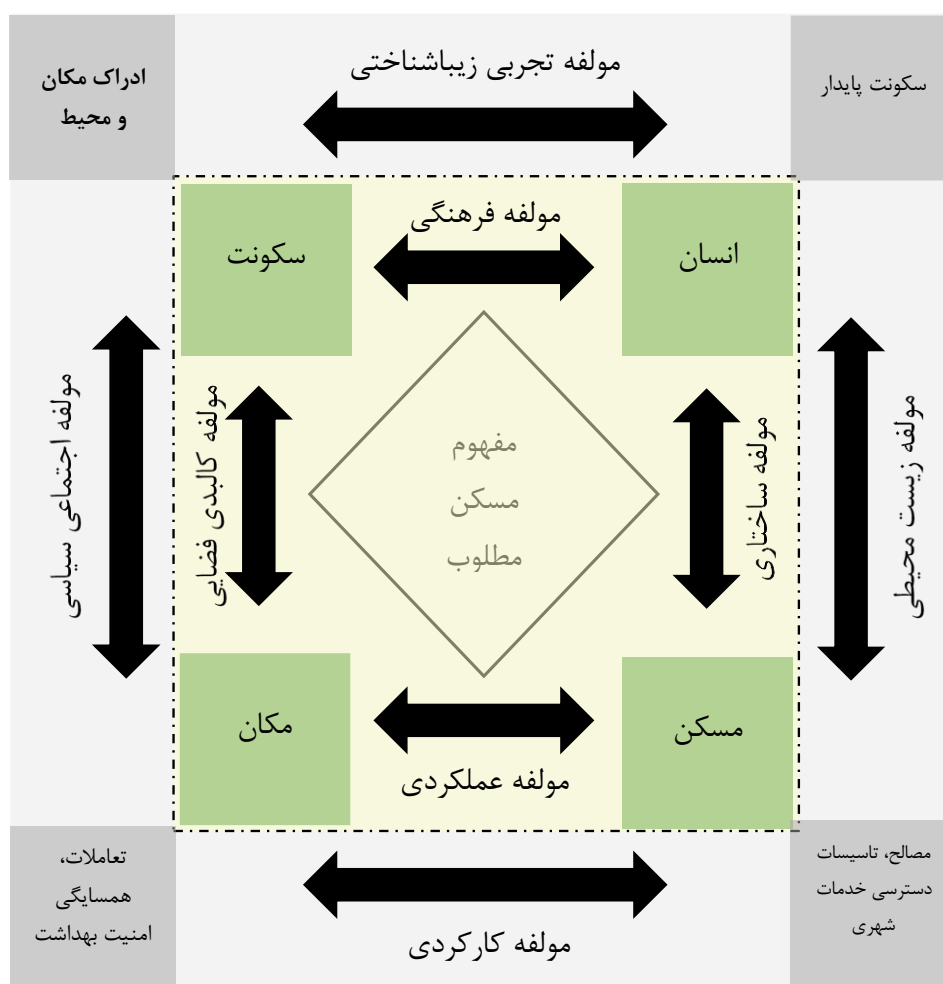 سکونت پایدار
مولفه تجربی زیباشناختی
ادراک مکان
و محیط
انسان
مولفه فرهنگی
سکونت
مولفه زیست محیطی
مولفه ساختاری
مفهوم
مسکن
مطلوب
مولفه کالبدی فضایی
مولفه اجتماعی سیاسی
مسکن
مولفه عملکردی
مکان
مصالح، تاسیسات
دسترسی خدمات
شهری
مولفه کارکردی
تعاملات،
همسایگی
امنیت بهداشت